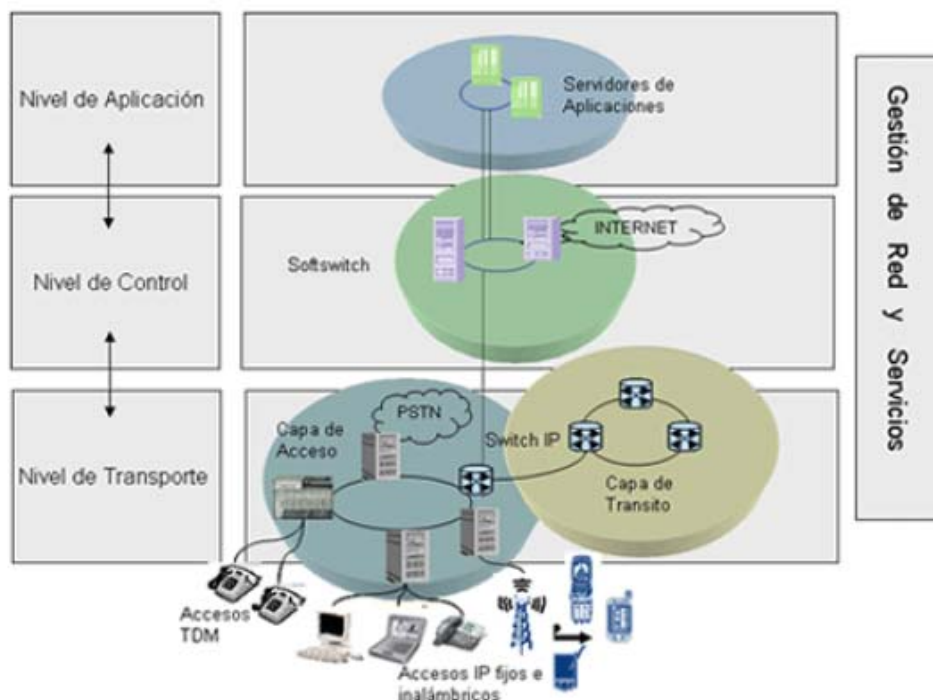 Nivel de Aplicación
Servidores de
Aplicaciónes
Nivel de Control
Softswitch
INTERNET
Nivel de Transporte
Capa de
Acceso
PSTN
Switch IP
Capa de
Transito
Accesos
TDM
Accesos IP fijos e
inalámbricos
Gestión de Red y Servicios